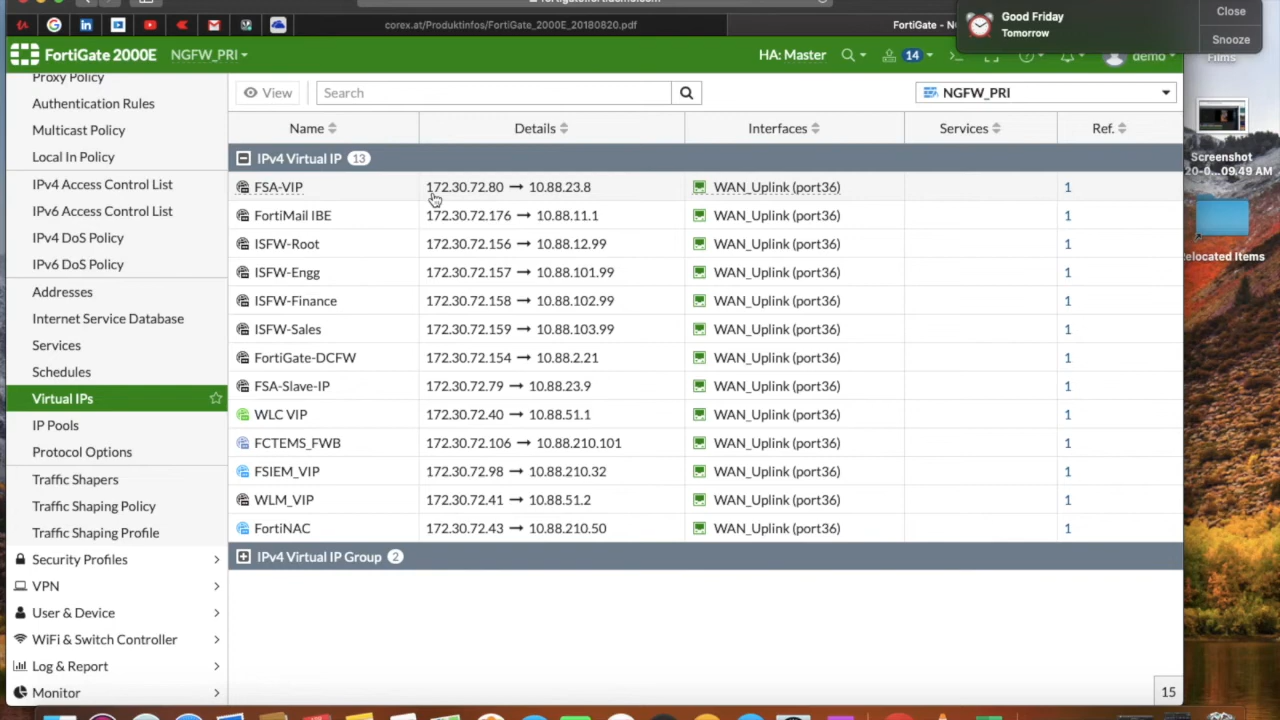 corex.at/Produktinfos/FortiGate_2000E_20180820.pdf
Good Friday
Tomorrow
Close
Snooze
FortiGate 2000E NGFW_PRI
HA: Master 14 demo
Films
Proxy Policy
Authentication Rules
Multicast Policy
Local In Policy
IPv4 Access Control List
IPv6 Access Control List
IPv4 DoS Policy
IPv6 DoS Policy
Addresses
Internet Service Database
Services
Schedules
Virtual IPs
IP Pools
Protocol Options
Traffic Shapers
Traffic Shaping Policy
Traffic Shaping Profile
Security Profiles
VPN
User & Device
WiFi & Switch Controller
Log & Report
Monitor
View Search NGFW_PRI
Name Details Interfaces Services Ref.
IPv4 Virtual IP 13
FSA-VIP 172.30.72.80 → 10.88.23.8 WAN_Uplink (port36) 1
FortiMail IBE 172.30.72.176 → 10.88.11.1 WAN_Uplink (port36) 1
ISFW-Root 172.30.72.156 → 10.88.12.99 WAN_Uplink (port36) 1
ISFW-Engg 172.30.72.157 → 10.88.101.99 WAN_Uplink (port36) 1
ISFW-Finance 172.30.72.158 → 10.88.102.99 WAN_Uplink (port36) 1
ISFW-Sales 172.30.72.159 → 10.88.103.99 WAN_Uplink (port36) 1
FortiGate-DCFW 172.30.72.154 → 10.88.2.21 WAN_Uplink (port36) 1
FSA-Slave-IP 172.30.72.79 → 10.88.23.9 WAN_Uplink (port36) 1
WLC VIP 172.30.72.40 → 10.88.51.1 WAN_Uplink (port36) 1
FCTEMS_FWB 172.30.72.106 → 10.88.210.101 WAN_Uplink (port36) 1
FSIEM_VIP 172.30.72.98 → 10.88.210.32 WAN_Uplink (port36) 1
WLM_VIP 172.30.72.41 → 10.88.51.2 WAN_Uplink (port36) 1
FortiNAC 172.30.72.43 → 10.88.210.50 WAN_Uplink (port36) 1
IPv4 Virtual IP Group 2
15
Screenshot
20-0...09.49 AM
elocated Items